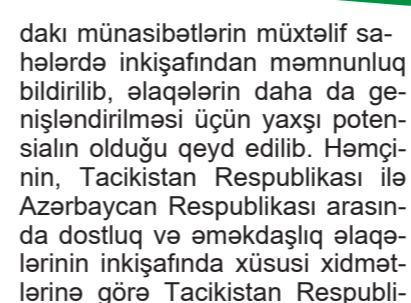 dakı münasibətlərin müxtəlif sa-
hələrdə inkişafından məmnunluq
bildirilib, əlaqələrin daha da ge-
nişləndirilməsi üçün yaxşı poten-
sialın olduğu qeyd edilib. Həmçi-
nin, Tacikistan Respublikası ilə
Azərbaycan Respublikası arasın-
da dostluq və əməkdaşlıq əlaqə-
lərinin inkişafında xüsusi xidmət-
lərinə görə Tacikistan Respubli-